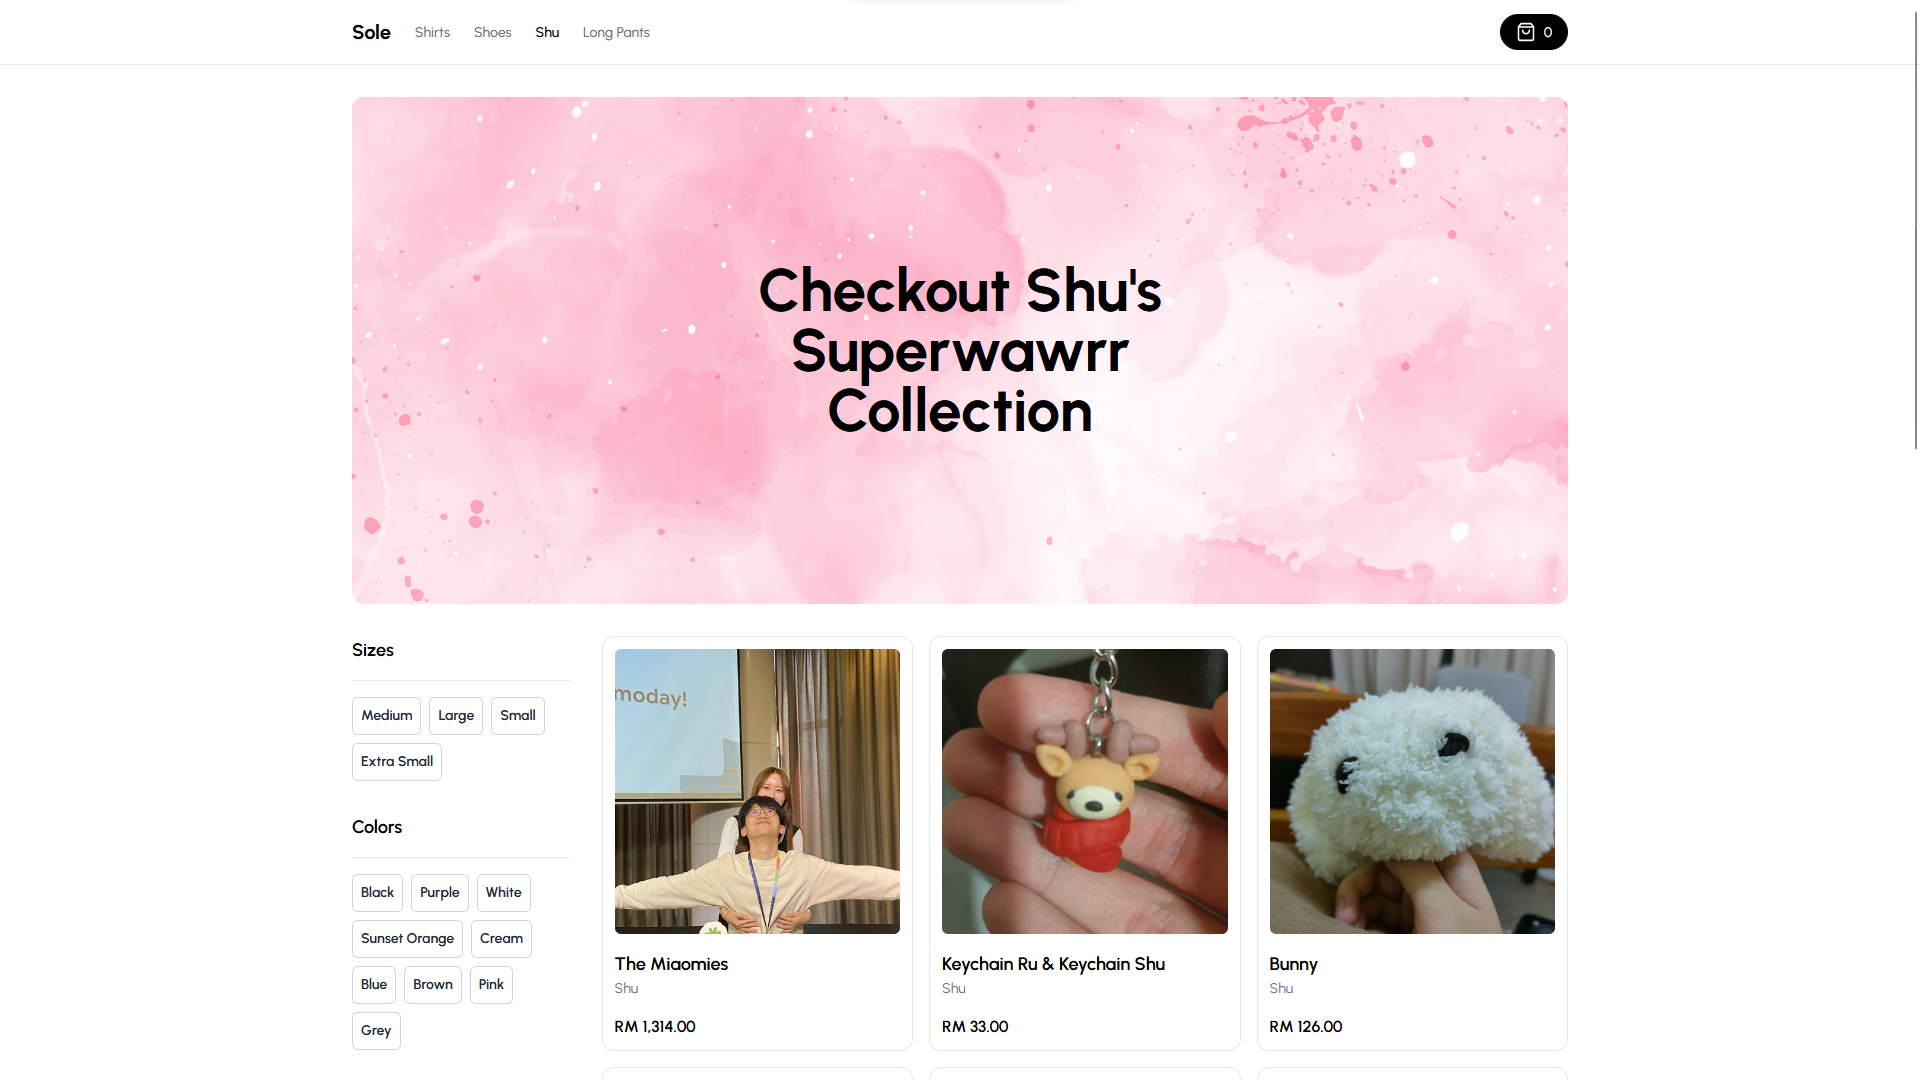 Sole
Shirts
Shoes
Shu
Long Pants
0
Checkout Shu's
Superwawrr
Collection
Sizes
Medium
Large
Small
Extra Small
Colors
Black
Purple
White
Sunset Orange
Cream
Blue
Brown
Pink
Grey
moday!
The Miaomies
Shu
RM 1,314.00
Keychain Ru & Keychain Shu
Shu
RM 33.00
Bunny
Shu
RM 126.00